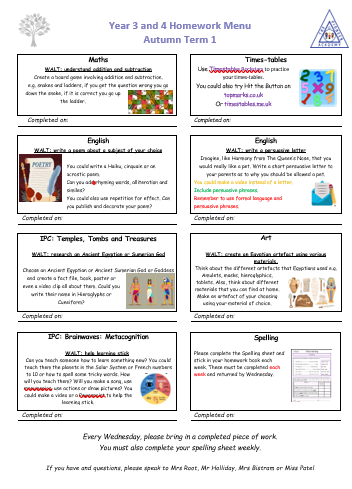 Year 3 and 4 Homework Menu
Autumn Term 1
ACADEMY
Maths
WALT: understand addition and subtraction
Create a board game involving addition and subtraction,
e.g. snakes and ladders, if you get the question wrong you go
down the snake, if it is correct you go up
the ladder.
Completed on:
Times-tables
Use Timestables Rockstars to practice
your times-tables.
You could also try Hit the Button on
topmarks.co.uk
Or timestables.me.uk
Completed on:
English
WALT: write a poem about a subject of your choice
POETRY
You could write a Haiku, cinquain or an
acrostic poem.
Can you add rhyming words, alliteration and
similes?
You could also use repetition for effect. Can
you publish and decorate your poem?
Completed on:
English
WALT: write a persuasive letter
Imagine, like Harmony from The Queen's Nose, that you
would really like a pet. Write a short persuasive letter to
your parents as to why you should be allowed a pet.
You could make a video instead of a letter.
Include persuasive phrases.
Remember to use formal language and
persuasive phrases.
Completed on:
IPC: Temples, Tombs and Treasures
WALT: research an Ancient Egyptian or Sumerian God
Choose an Ancient Egyptian or Ancient Sumerian God or Goddess
and create a fact file, book, poster or
even a video clip all about them. Could you
write their name in Hieroglyphs or
Cuneiform?
Completed on:
Art
WALT: create an Egyptian artefact using various
materials.
Think about the different artefacts that Egyptians used e.g.
Amulets, masks, hieroglyphics,
tablets. Also, think about different
materials that you can find at home.
Make an artefact of your choosing
using your material of choice.
Completed on:
IPC: Brainwaves: Metacognition
WALT: help learning stick
Can you teach someone how to learn something new? You could
teach them the planets in the Solar System or French numbers
to 10 or how to spell some tricky words. How
will you teach them? Will you make a song, use
use actions or draw pictures? You
could make a video or a to help the
learning stick.
Completed on:
Spelling
Please complete the Spelling sheet and
stick in your homework book each
week. These must be completed each
week and returned by Wednesday.
Completed on:
Every Wednesday, please bring in a completed piece of work.
You must also complete your spelling sheet weekly.
If you have and questions, please speak to Mrs Root, Mr Holliday, Mrs Bistram or Miss Patel